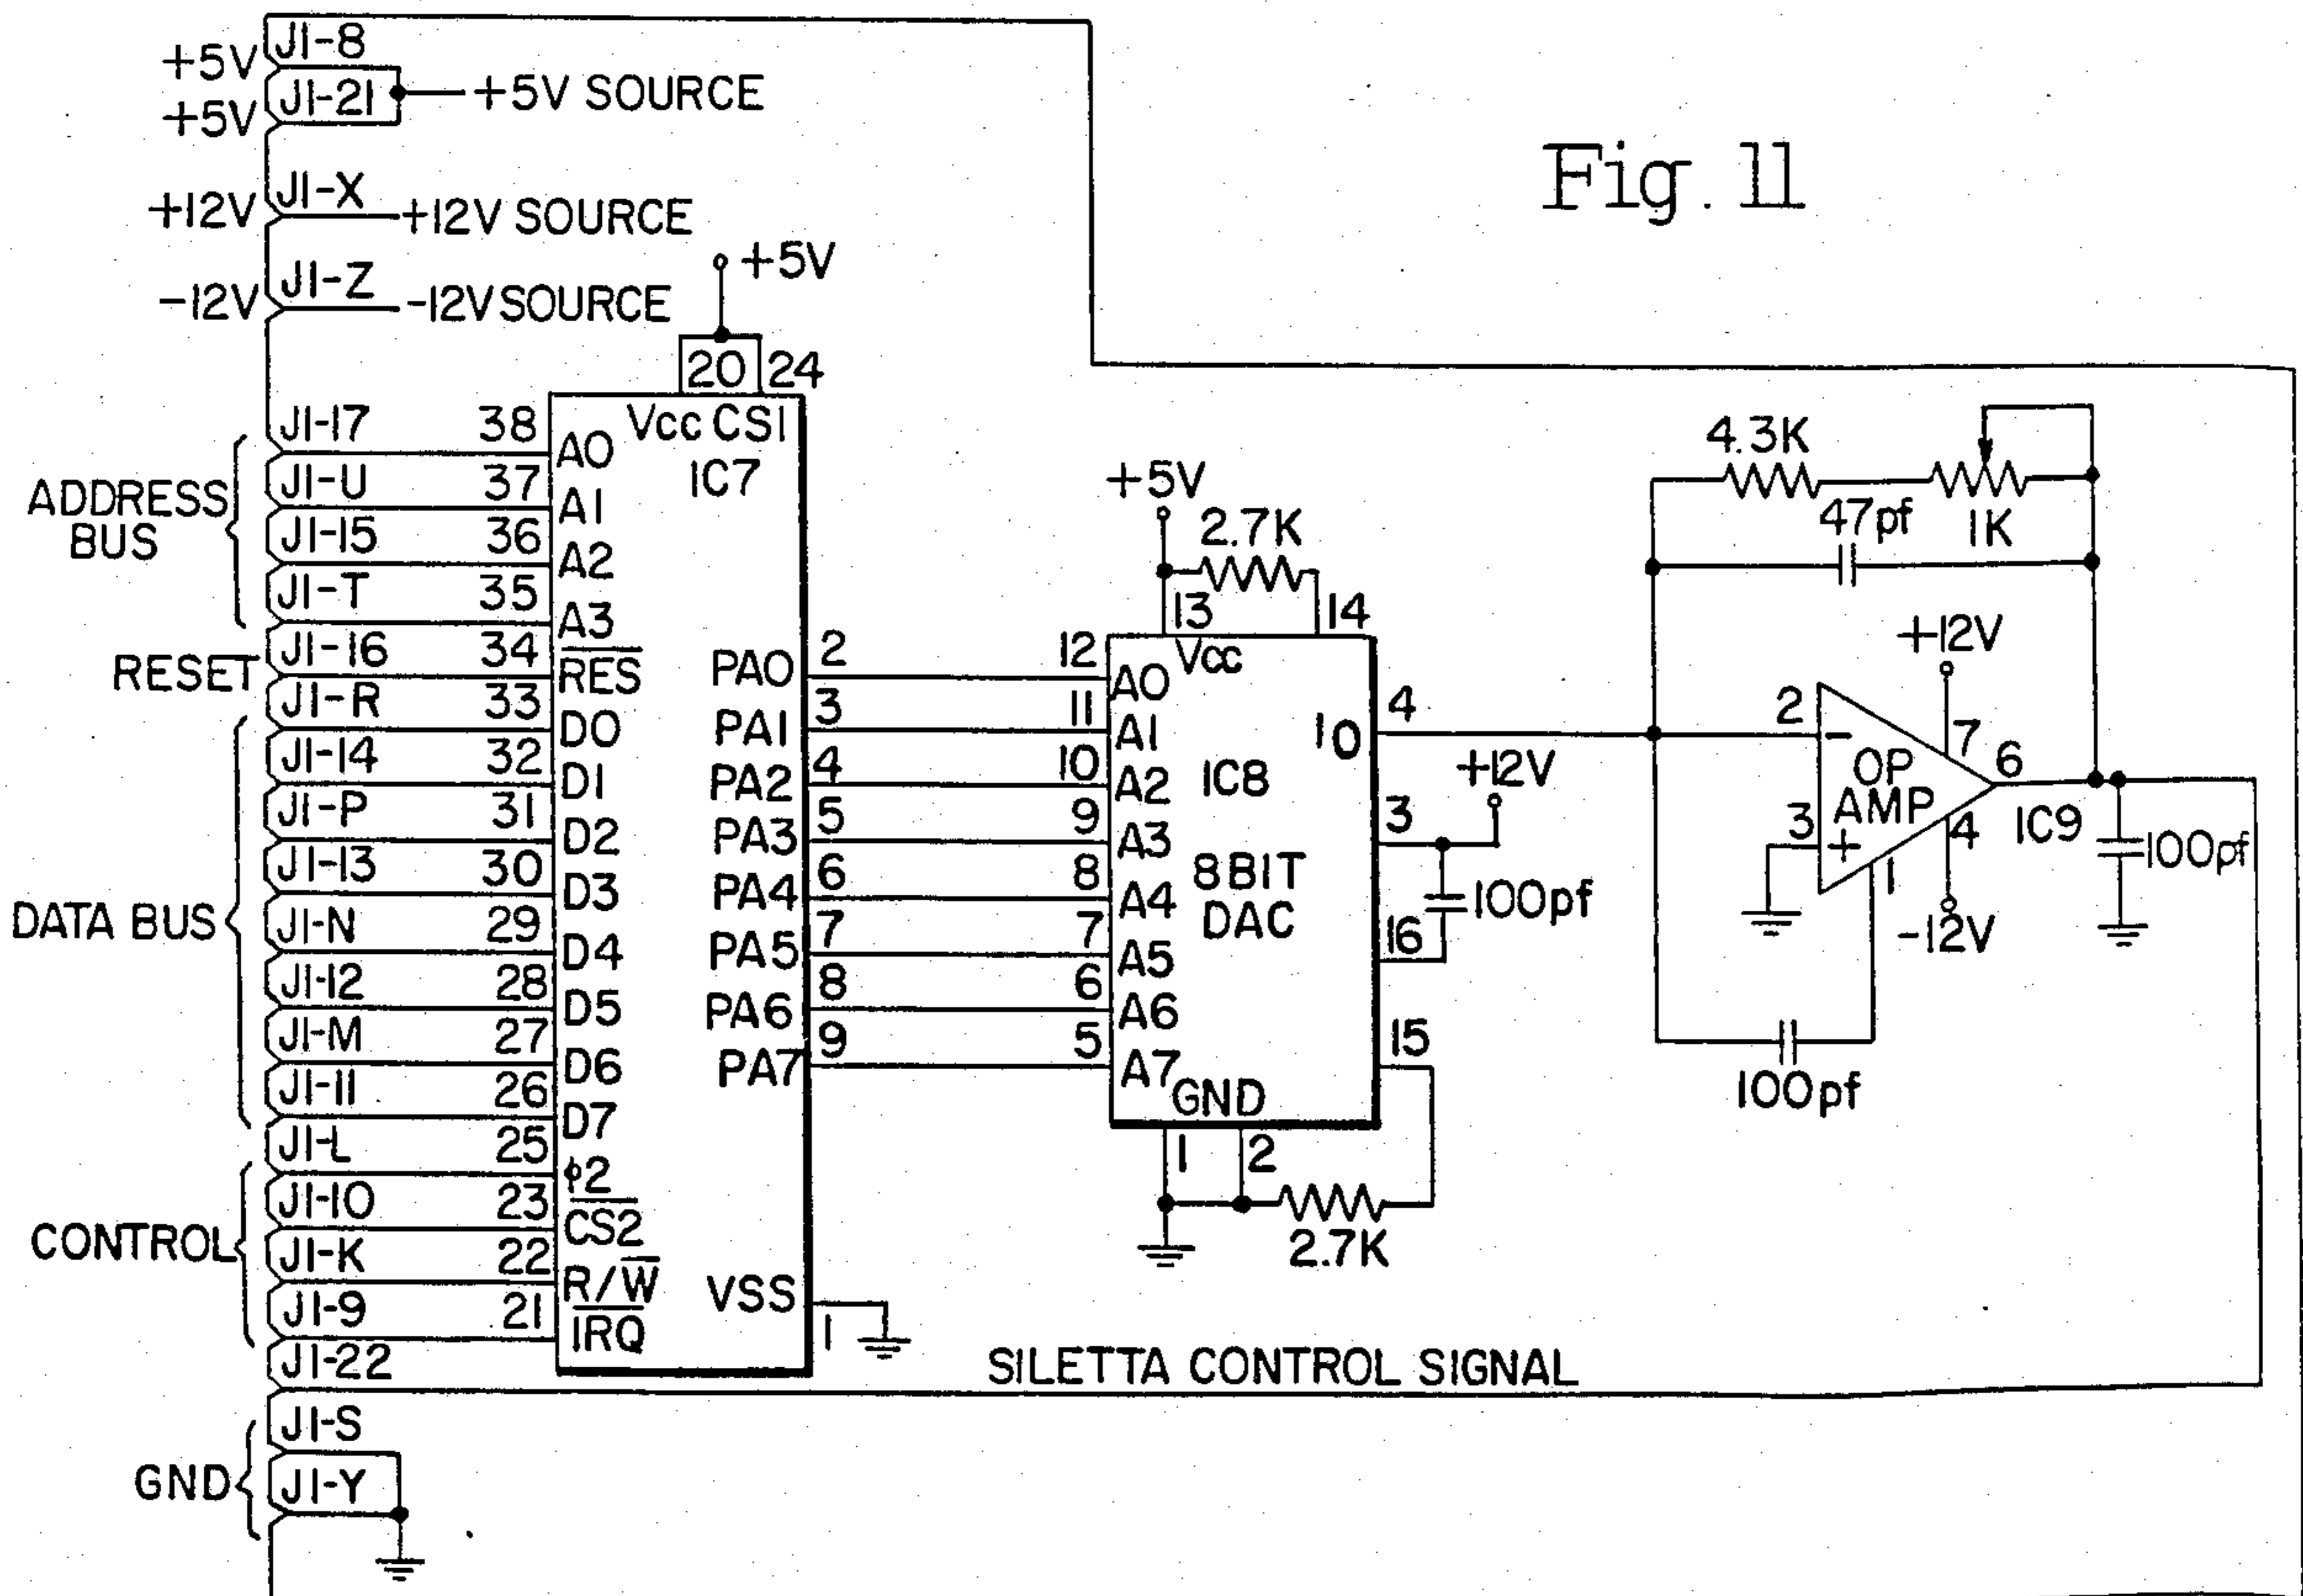 Fig. 11
J1-8
+5V
J1-21
+5V
+5V SOURCE
J1-X
+12V
+12V SOURCE
J1-Z
-12V
-12V SOURCE
+5V
20 24
Vcc CS1
IC7
ADDRESS BUS
J1-17 38 A0
J1-U 37 A1
J1-15 36 A2
J1-T 35 A3
RESET
J1-16 34 RES
DATA BUS
J1-R 33 D0
J1-14 32 D1
J1-P 31 D2
J1-13 30 D3
J1-N 29 D4
J1-12 28 D5
J1-M 27 D6
J1-11 26 D7
CONTROL
J1-L 25 ϕ2
J1-10 23 CS2
J1-K 22 R/W
J1-9 21 IRQ
J1-22
SILETTA CONTROL SIGNAL
GND
J1-S
J1-Y
VSS 1
PA0 2 12 A0
PA1 3 11 A1
PA2 4 10 A2
PA3 5 9 A3
PA4 6 8 A4
PA5 7 7 A5
PA6 8 6 A6
PA7 9 5 A7
+5V
2.7K
13 14
Vcc
IC8
8 BIT
DAC
GND
1 2
2.7K
IO 4
3
+12V
100pf
16
15
4.3K
47pf
1K
+12V
2 -
3 +
OP
AMP
7
6
4
1
-12V
IC9
100pf
100pf